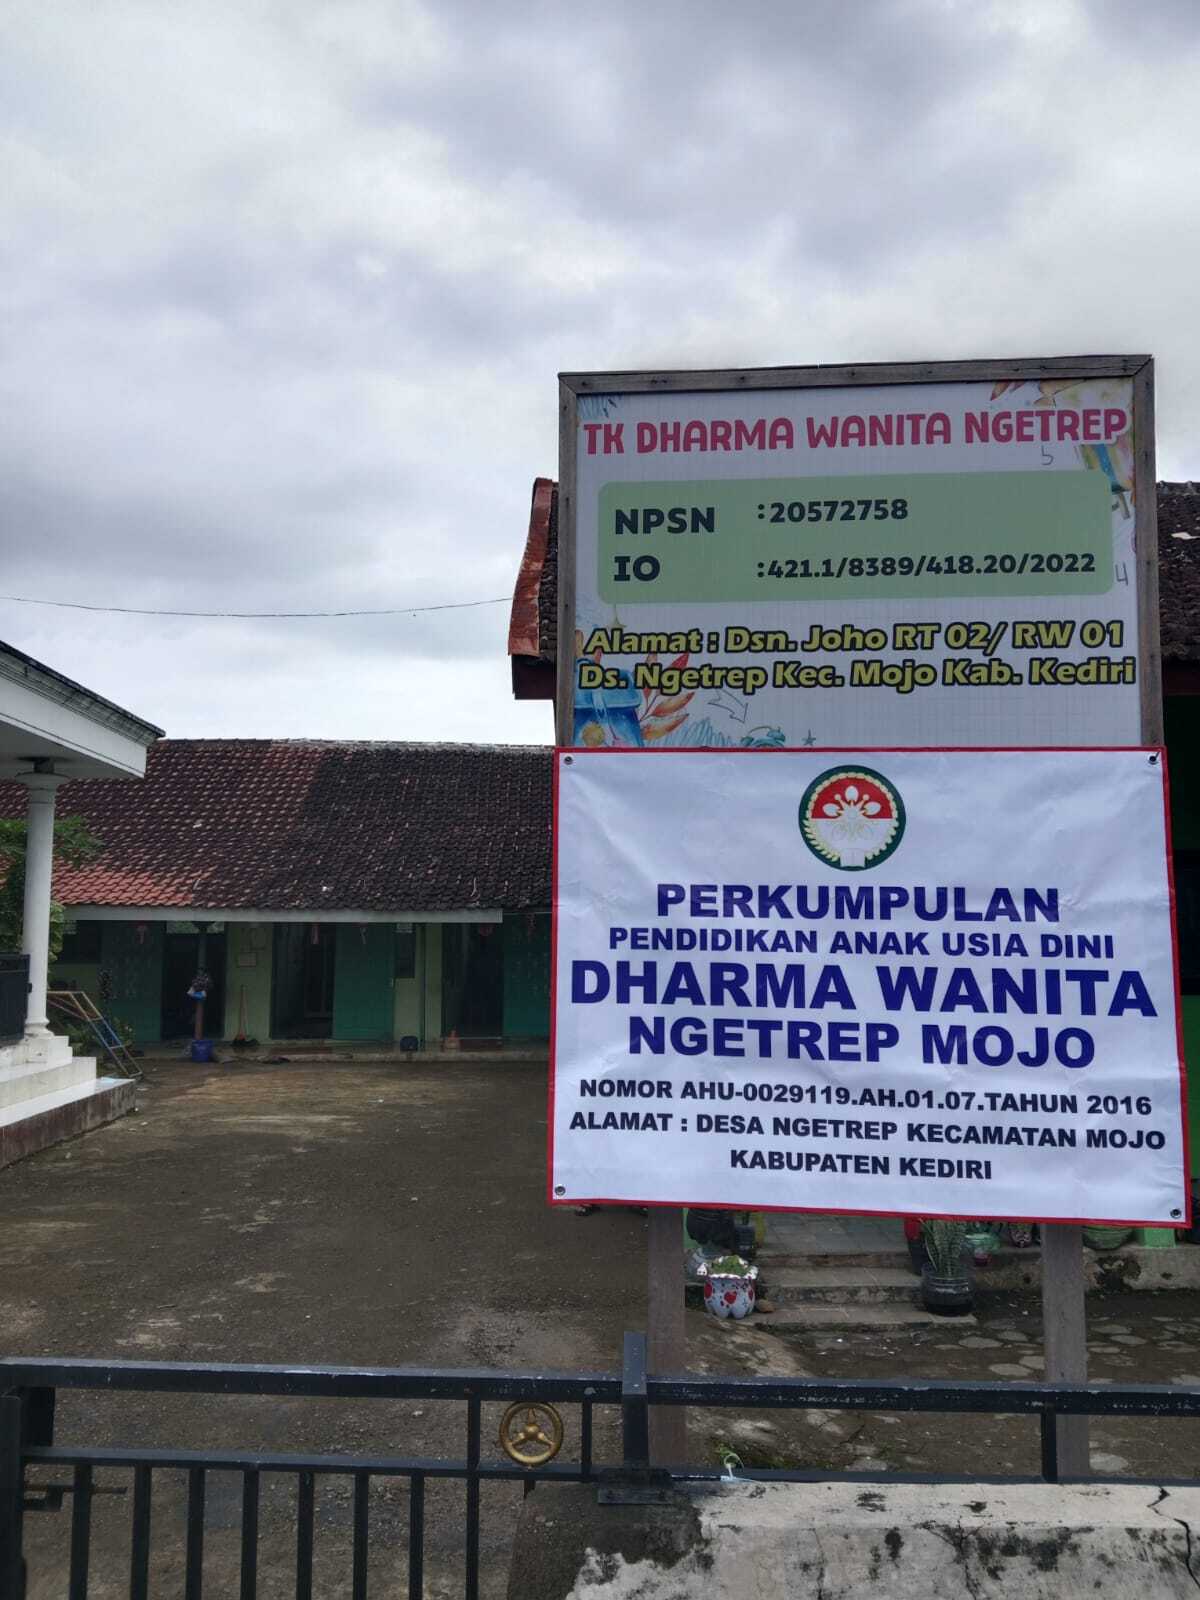 TK DHARMA WANITA NGETREP
NPSN : 20572758
IO : 421.1/8389/418.20/2022
Alamat : Dsn. Joho RT 02/ RW 01
Ds. Ngetrep Kec. Mojo Kab. Kediri
PERKUMPULAN
PENDIDIKAN ANAK USIA DINI
DHARMA WANITA
NGETREP MOJO
NOMOR AHU-0029119.AH.01.07.TAHUN 2016
ALAMAT : DESA NGETREP KECAMATAN MOJO
KABUPATEN KEDIRI